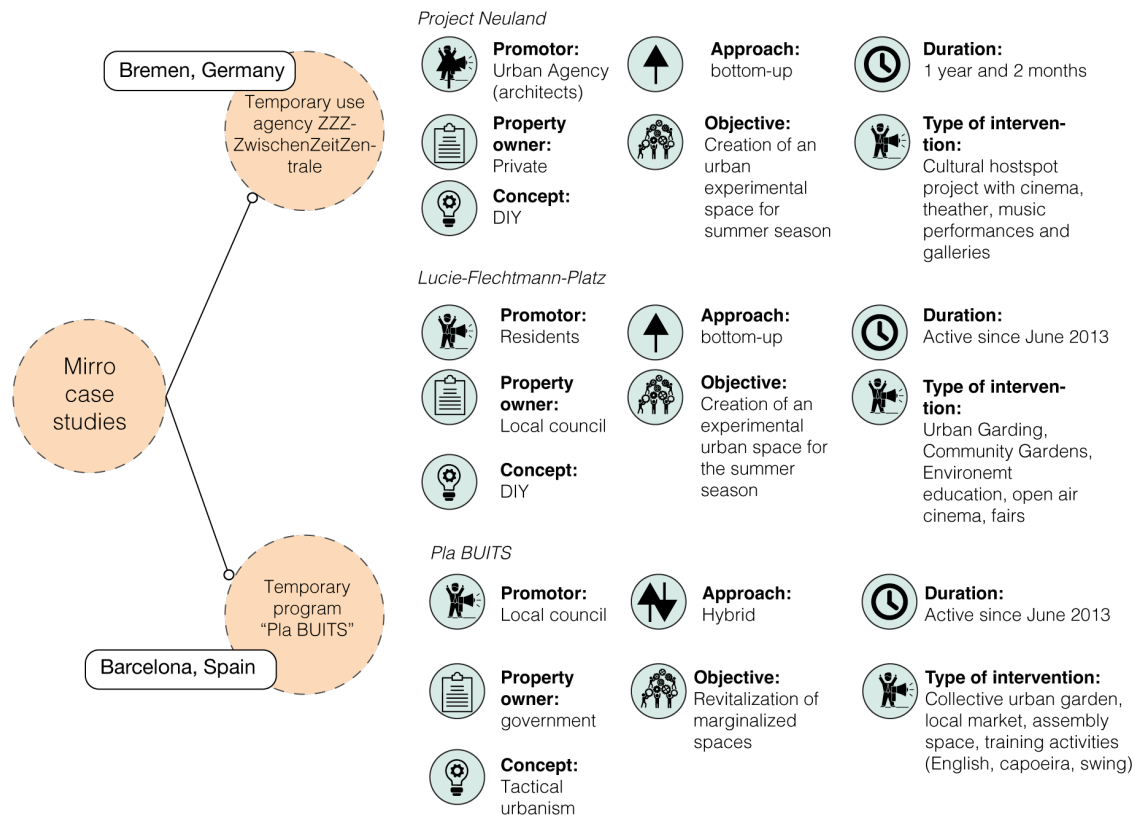 Mirro
case
studies
Bremen, Germany
Temporary use
agency ZZZ-
ZwischenZeitZen-
trale
Temporary
program
“Pla BUITS”
Barcelona, Spain
Project Neuland
Promotor:
Urban Agency
(architects)
Approach:
bottom-up
Duration:
1 year and 2 months
Property
owner:
Private
Objective:
Creation of an
urban
experimental
space for
summer season
Type of interven-
tion:
Cultural hostspot
project with cinema,
theather, music
performances and
galleries
Concept:
DIY
Lucie-Flechtmann-Platz
Promotor:
Residents
Approach:
bottom-up
Duration:
Active since June 2013
Property
owner:
Local council
Objective:
Creation of an
experimental
urban space for
the summer
season
Type of interven-
tion:
Urban Garding,
Community Gardens,
Environemt
education, open air
cinema, fairs
Concept:
DIY
Pla BUITS
Promotor:
Local council
Approach:
Hybrid
Duration:
Active since June 2013
Property
owner:
government
Objective:
Revitalization of
marginalized
spaces
Type of intervention:
Collective urban garden,
local market, assembly
space, training activities
(English, capoeira, swing)
Concept:
Tactical
urbanism